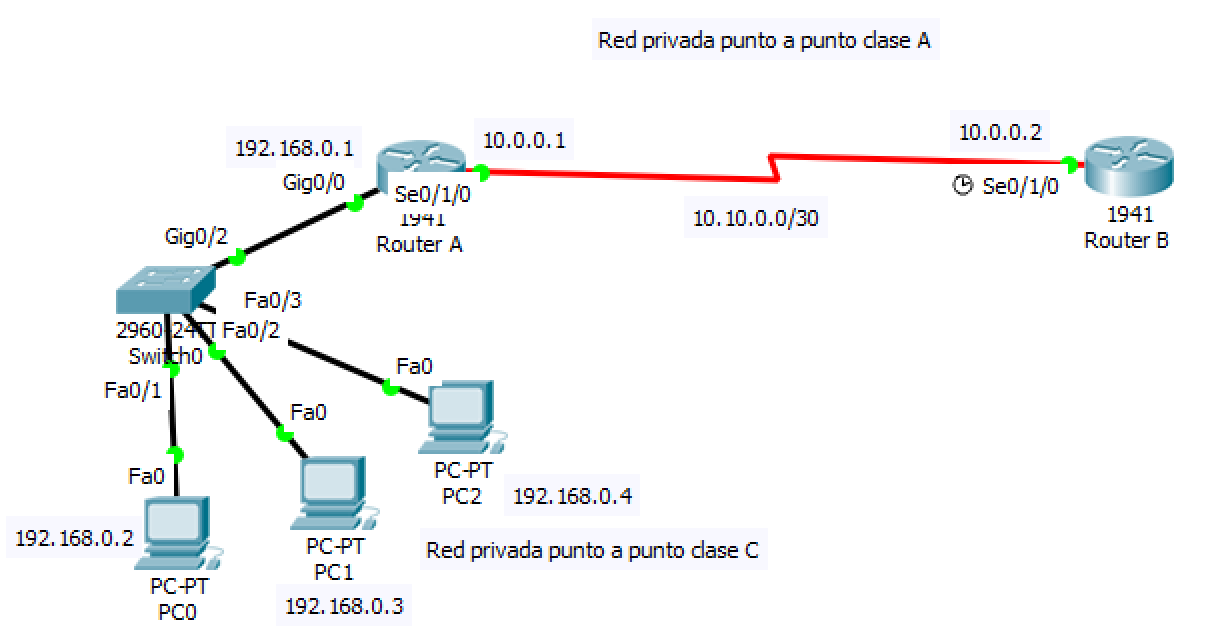 Red privada punto a punto clase A
192.168.0.1
10.0.0.1
10.0.0.2
Gig0/0
Se0/1/0
Se0/1/0
1941
Router A
10.10.0.0/30
1941
Router B
Gig0/2
Fa0/3
2960-24TT
Fa0/2
Switch0
Fa0/1
Fa0
Fa0
Fa0
PC-PT
PC2
192.168.0.4
192.168.0.2
PC-PT
PC1
Red privada punto a punto clase C
PC-PT
PC0
192.168.0.3